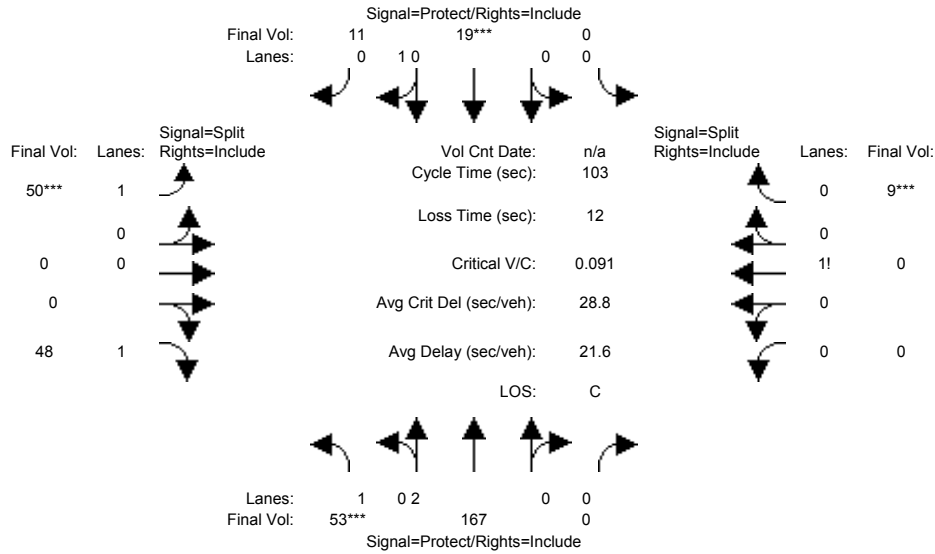 Signal=Protect/Rights=Include
Final Vol: 11 19*** 0
Lanes: 0 1 0 0 0
Signal=Split Signal=Split
Final Vol: Lanes: Rights=Include Vol Cnt Date: n/a Rights=Include Lanes: Final Vol:
Cycle Time (sec): 103
50*** 1 0 9***
Loss Time (sec): 12
0 0
0 0 Critical V/C: 0.091 1! 0
0 Avg Crit Del (sec/veh): 28.8 0
48 1 Avg Delay (sec/veh): 21.6 0 0
LOS: C
Lanes: 1 0 2 0 0
Final Vol: 53*** 167 0
Signal=Protect/Rights=Include